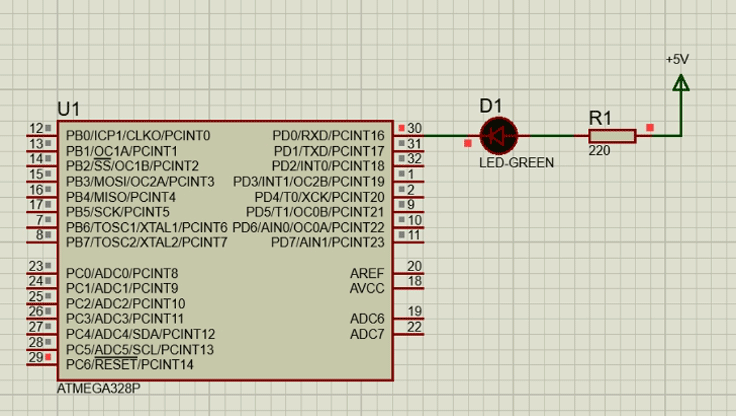 +5V
U1
D1
R1
12 PB0/ICP1/CLKO/PCINT0 PD0/RXD/PCINT16 30
13 PB1/OC1A/PCINT1 PD1/TXD/PCINT17 31
14 PB2/SS/OC1B/PCINT2 PD2/INT0/PCINT18 32
15 PB3/MOSI/OC2A/PCINT3 PD3/INT1/OC2B/PCINT19 1
16 PB4/MISO/PCINT4 PD4/T0/XCK/PCINT20 2
17 PB5/SCK/PCINT5 PD5/T1/OC0B/PCINT21 9
7 PB6/TOSC1/XTAL1/PCINT6 PD6/AIN0/OC0A/PCINT22 10
8 PB7/TOSC2/XTAL2/PCINT7 PD7/AIN1/PCINT23 11
LED-GREEN
220
23 PC0/ADC0/PCINT8 AREF 20
24 PC1/ADC1/PCINT9 AVCC 18
25 PC2/ADC2/PCINT10
26 PC3/ADC3/PCINT11 ADC6 19
27 PC4/ADC4/SDA/PCINT12 ADC7 22
28 PC5/ADC5/SCL/PCINT13
29 PC6/RESET/PCINT14
ATMEGA328P